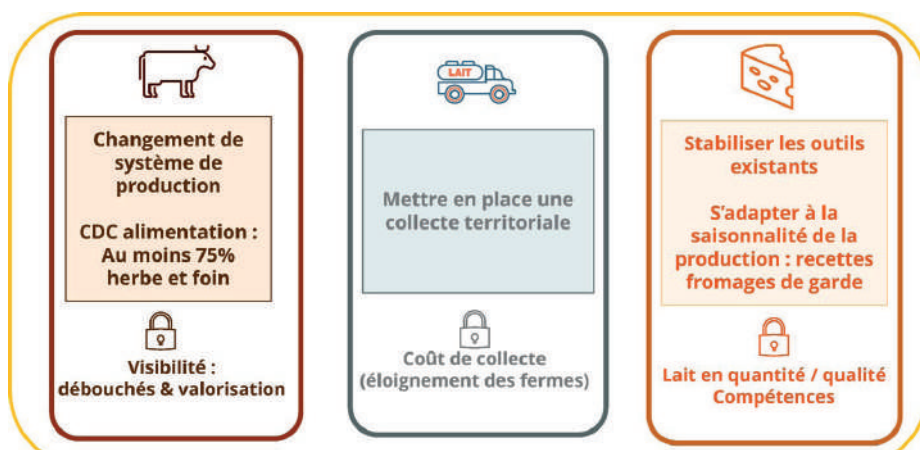 Changement de
système de
production
CDC alimentation :
Au moins 75%
herbe et foin
Visibilité :
débouchés & valorisation
LAIT
Mettre en place une
collecte territoriale
Coût de collecte
(éloignement des fermes)
Stabiliser les outils
existants
S'adapter à la
saisonnalité de la
production : recettes
fromages de garde
Lait en quantité / qualité
Compétences